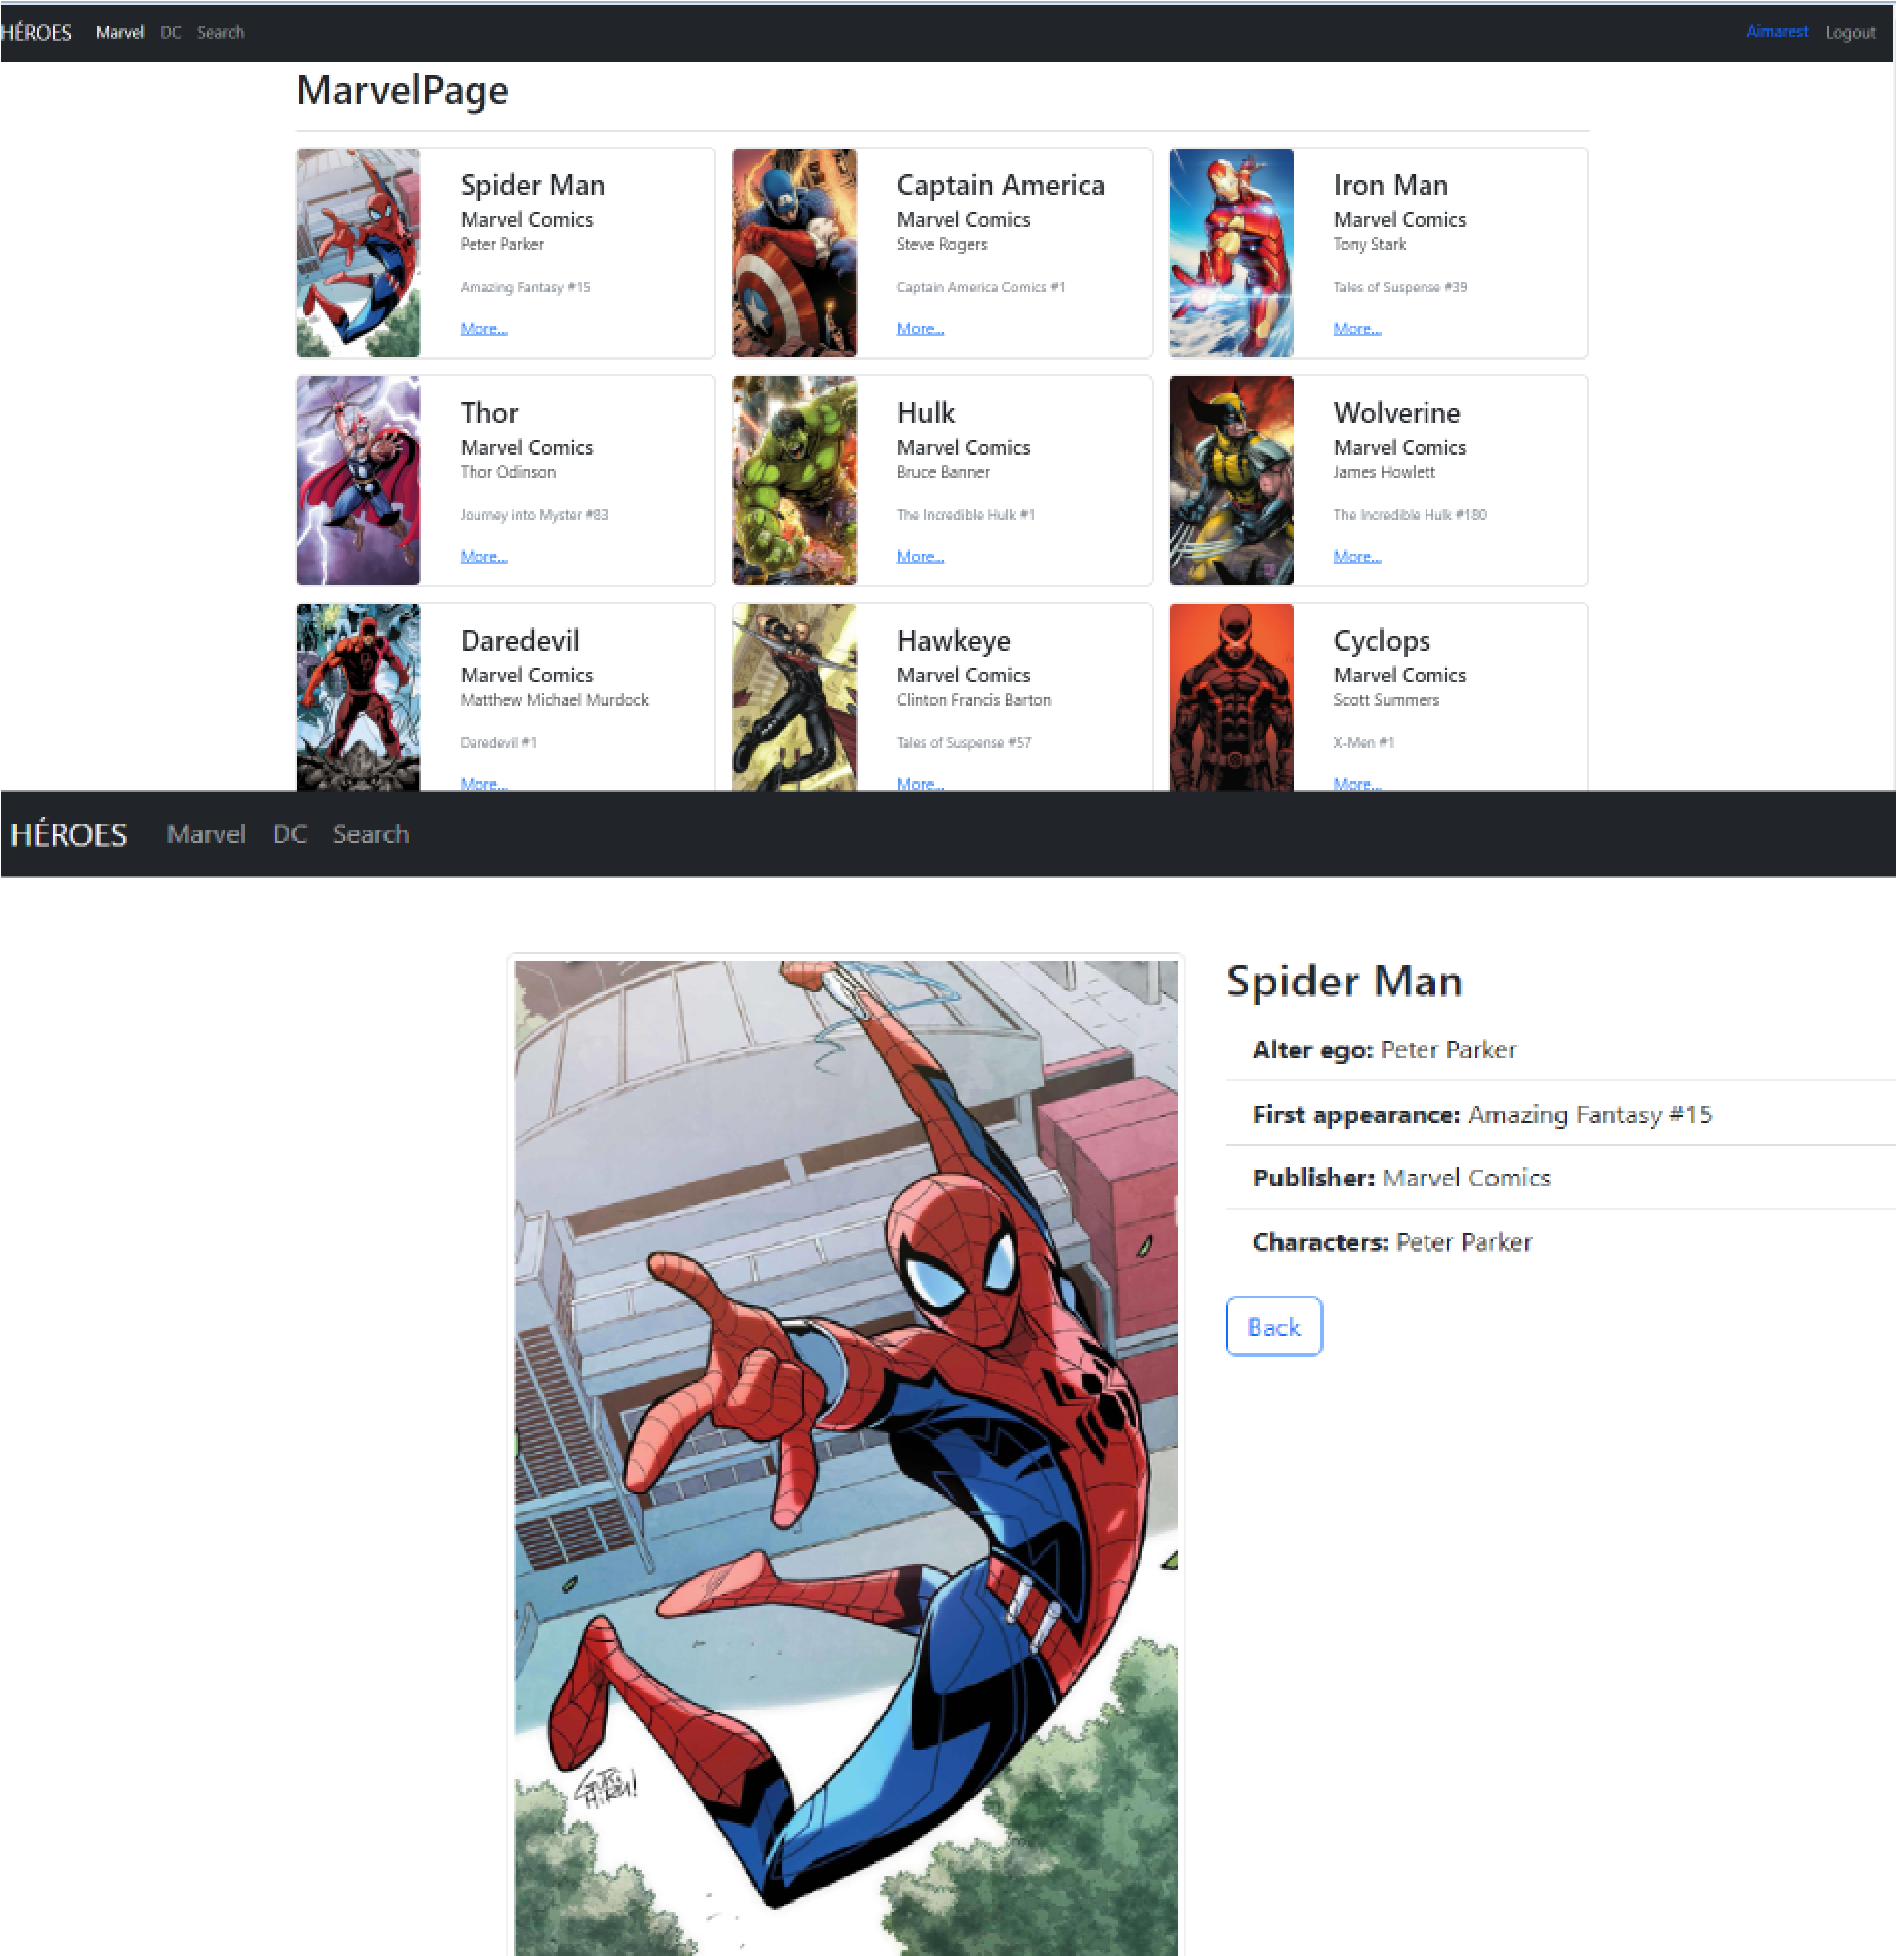 HÉROES Marvel DC Search Aimarest Logout
MarvelPage
Spider Man
Marvel Comics
Peter Parker
Amazing Fantasy #15
More...
Captain America
Marvel Comics
Steve Rogers
Captain America Comics #1
More...
Iron Man
Marvel Comics
Tony Stark
Tales of Suspense #39
More...
Thor
Marvel Comics
Thor Odinson
Journey into Myster #83
More...
Hulk
Marvel Comics
Bruce Banner
The Incredible Hulk #1
More...
Wolverine
Marvel Comics
James Howlett
The Incredible Hulk #180
More...
Daredevil
Marvel Comics
Matthew Michael Murdock
Daredevil #1
More...
Hawkeye
Marvel Comics
Clinton Francis Barton
Tales of Suspense #57
More...
Cyclops
Marvel Comics
Scott Summers
X-Men #1
More...
HÉROES Marvel DC Search
Spider Man
Alter ego: Peter Parker
First appearance: Amazing Fantasy #15
Publisher: Marvel Comics
Characters: Peter Parker
Back